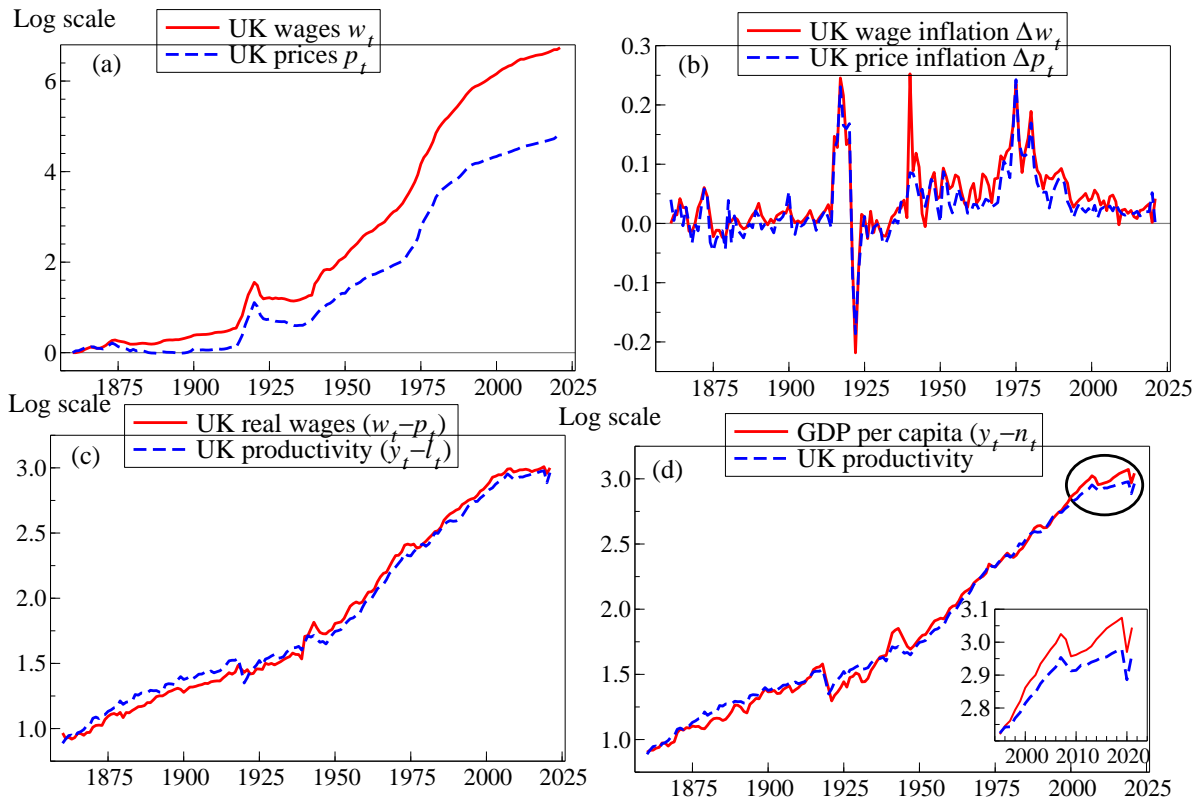 Log scale
UK wages w_t
UK prices p_t
(a)
6
4
2
0
1875 1900 1925 1950 1975 2000 2025
UK wage inflation Δw_t
UK price inflation Δp_t
(b)
0.3
0.2
0.1
0.0
-0.1
-0.2
1875 1900 1925 1950 1975 2000 2025
Log scale
UK real wages (w_t–p_t)
UK productivity (y_t–l_t)
(c)
3.0
2.5
2.0
1.5
1.0
1875 1900 1925 1950 1975 2000 2025
Log scale
GDP per capita (y_t–n_t
UK productivity
(d)
3.0
2.5
2.0
1.5
1.0
1875 1900 1925 1950 1975 2000 2025
3.1
3.0
2.9
2.8
2000 2010 2020